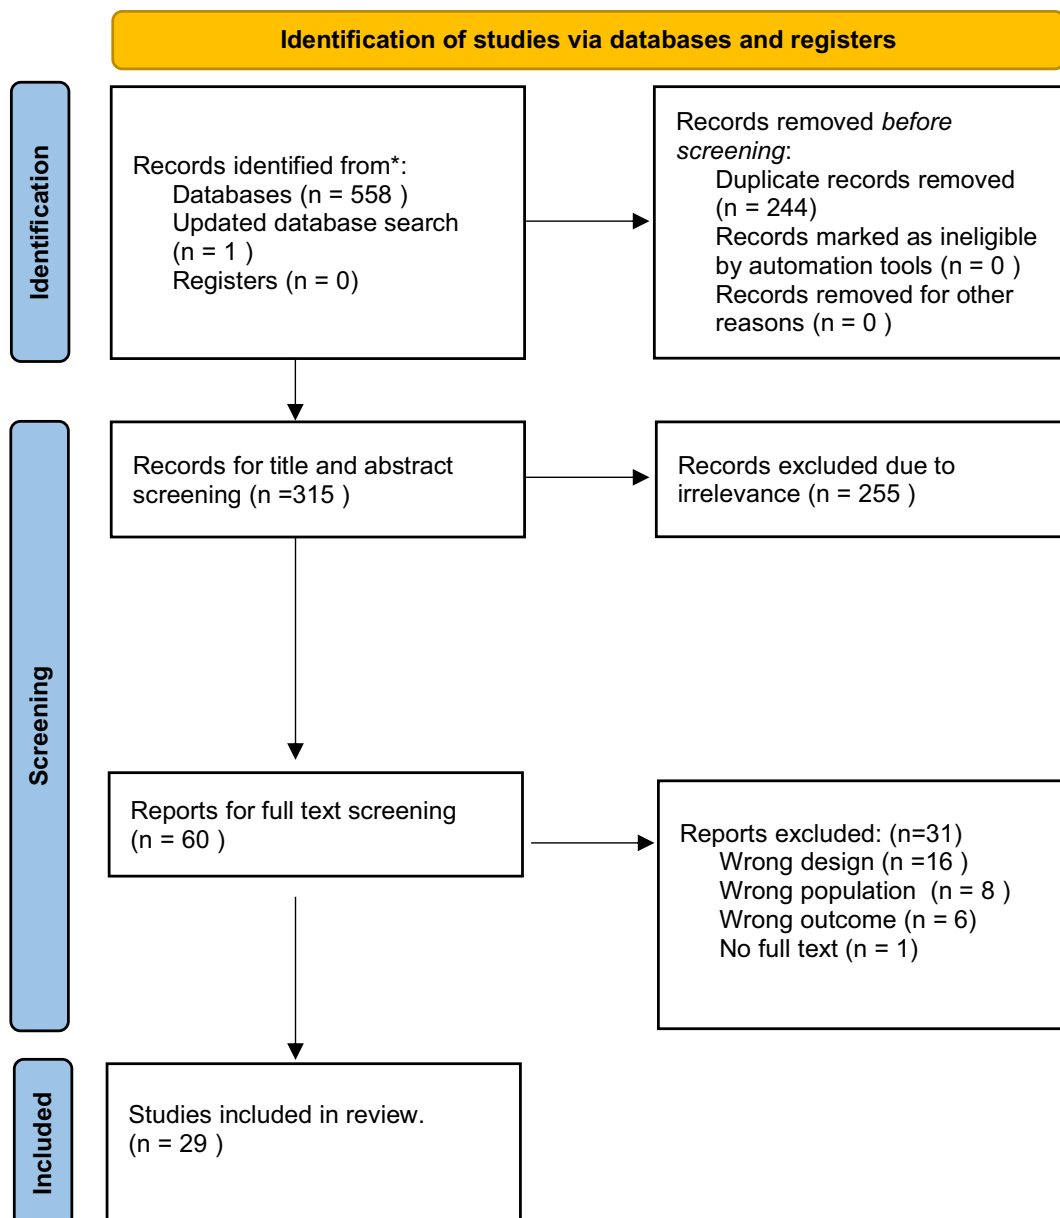 Identification of studies via databases and registers
Identification
Records identified from*:
Databases (n = 558 )
Updated database search
(n = 1 )
Registers (n = 0)
Records removed before
screening:
Duplicate records removed
(n = 244)
Records marked as ineligible
by automation tools (n = 0 )
Records removed for other
reasons (n = 0 )
Screening
Records for title and abstract
screening (n =315 )
Records excluded due to
irrelevance (n = 255 )
Reports for full text screening
(n = 60 )
Reports excluded: (n=31)
Wrong design (n =16 )
Wrong population  (n = 8 )
Wrong outcome (n = 6)
No full text (n = 1)
Included
Studies included in review.
(n = 29 )